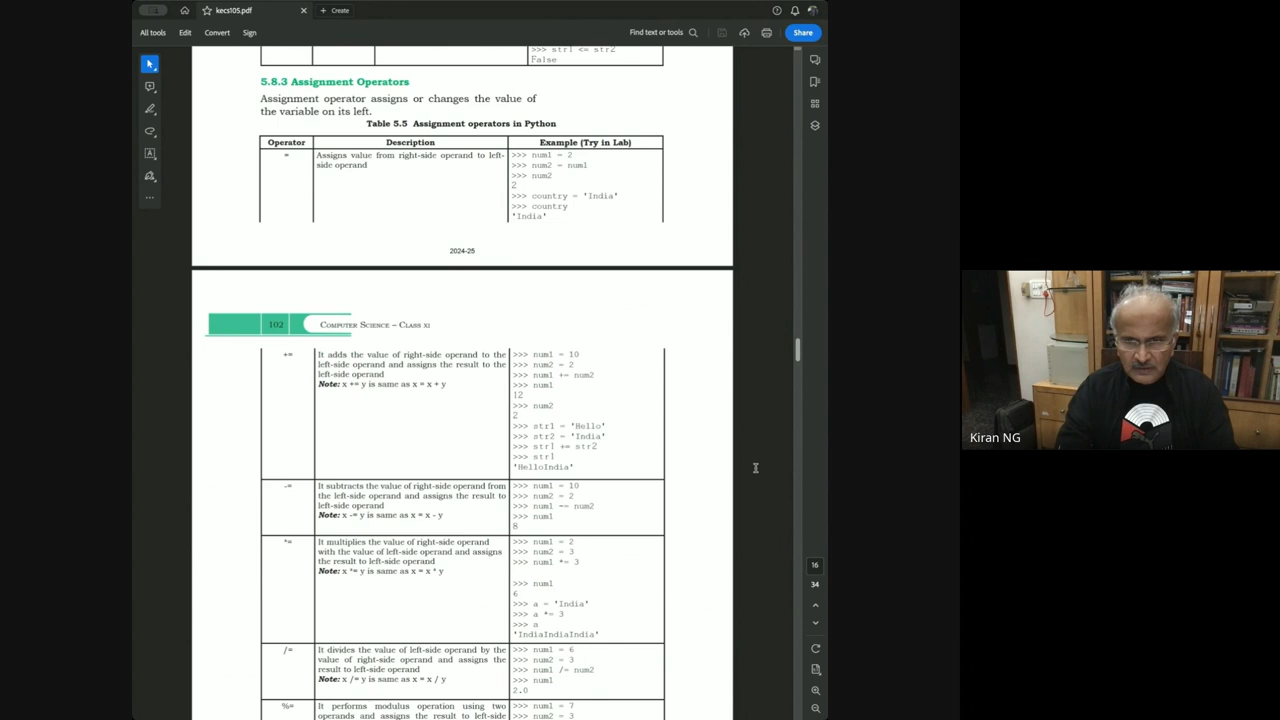 kecs105.pdf
Create
All tools
Edit
Convert
Sign
Find text or tools
Share
>>> str1 <= str2
False
5.8.3 Assignment Operators
Assignment operator assigns or changes the value of
the variable on its left.
Table 5.5 Assignment operators in Python
Operator
Description
Example (Try in Lab)
=
Assigns value from right-side operand to left-
side operand
>>> num1 = 2
>>> num2 = num1
>>> num2
2
>>> country = 'India'
>>> country
'India'
2024-25
102
Computer Science – Class XI
+=
It adds the value of right-side operand to the
left-side operand and assigns the result to the
left-side operand
Note: x += y is same as x = x + y
>>> num1 = 10
>>> num2 = 2
>>> num1 += num2
>>> num1
12
>>> num2
2
>>> str1 = 'Hello'
>>> str2 = 'India'
>>> str1 += str2
>>> str1
'HelloIndia'
-=
It subtracts the value of right-side operand from
the left-side operand and assigns the result to
left-side operand
Note: x -= y is same as x = x - y
>>> num1 = 10
>>> num2 = 2
>>> num1 -= num2
>>> num1
8
*=
It multiplies the value of right-side operand
with the value of left-side operand and assigns
the result to left-side operand
Note: x *= y is same as x = x * y
>>> num1 = 2
>>> num2 = 3
>>> num1 *= 3
>>> num1
6
>>> a = 'India'
>>> a *= 3
>>> a
'IndiaIndiaIndia'
/=
It divides the value of left-side operand by the
value of right-side operand and assigns the
result to left-side operand
Note: x /= y is same as x = x / y
>>> num1 = 6
>>> num2 = 3
>>> num1 /= num2
>>> num1
2.0
%=
It performs modulus operation using two
operands and assigns the result to left-side
>>> num1 = 7
>>> num2 = 3
16
34
Kiran NG